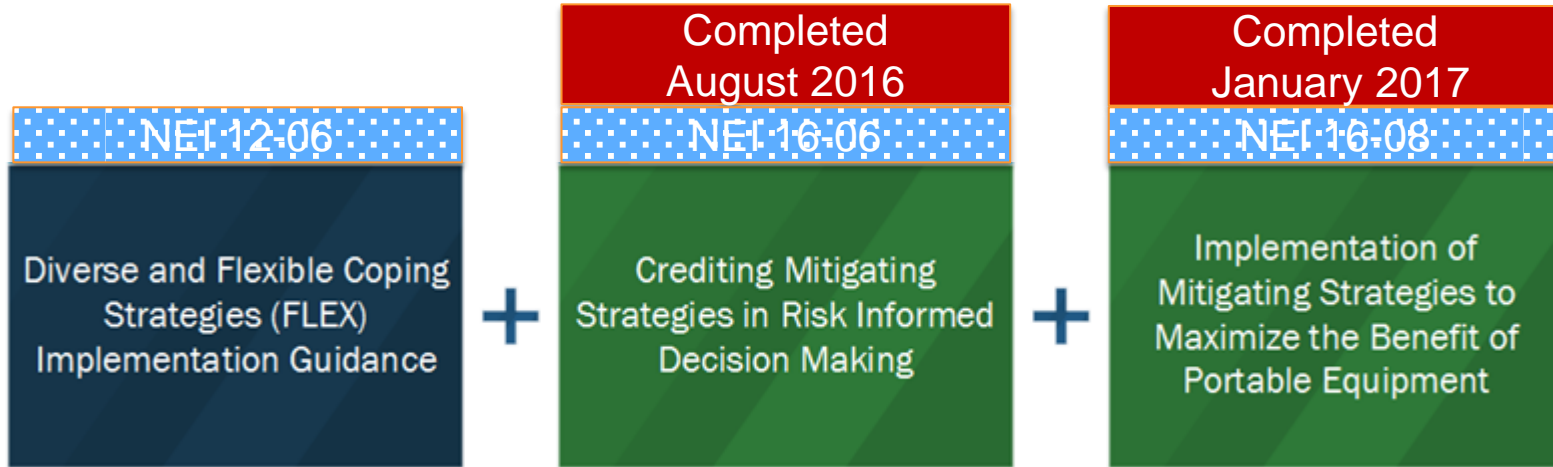 NEI 12-06
Diverse and Flexible Coping
Strategies (FLEX)
Implementation Guidance
+
Completed
August 2016
NEI 16-06
Crediting Mitigating
Strategies in Risk Informed
Decision Making
+
Completed
January 2017
NEI 16-08
Implementation of
Mitigating Strategies to
Maximize the Benefit of
Portable Equipment